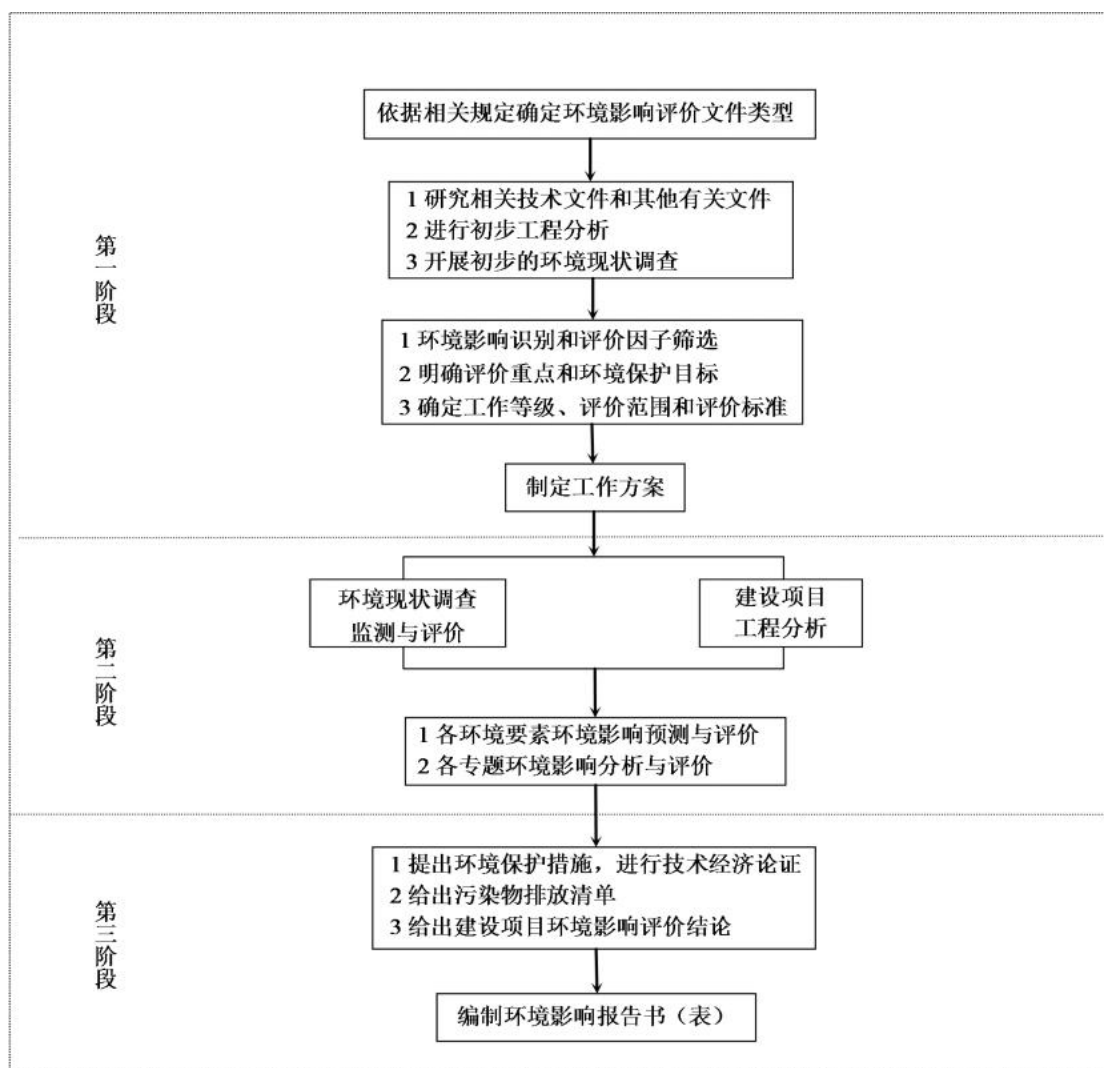 依据相关规定确定环境影响评价文件类型
1 研究相关技术文件和其他有关文件
2 进行初步工程分析
3 开展初步的环境现状调查
第一阶段
1 环境影响识别和评价因子筛选
2 明确评价重点和环境保护目标
3 确定工作等级、评价范围和评价标准
制定工作方案
环境现状调查
监测与评价
建设项目
工程分析
第二阶段
1 各环境要素环境影响预测与评价
2 各专题环境影响分析与评价
1 提出环境保护措施，进行技术经济论证
2 给出污染物排放清单
3 给出建设项目环境影响评价结论
第三阶段
编制环境影响报告书（表）